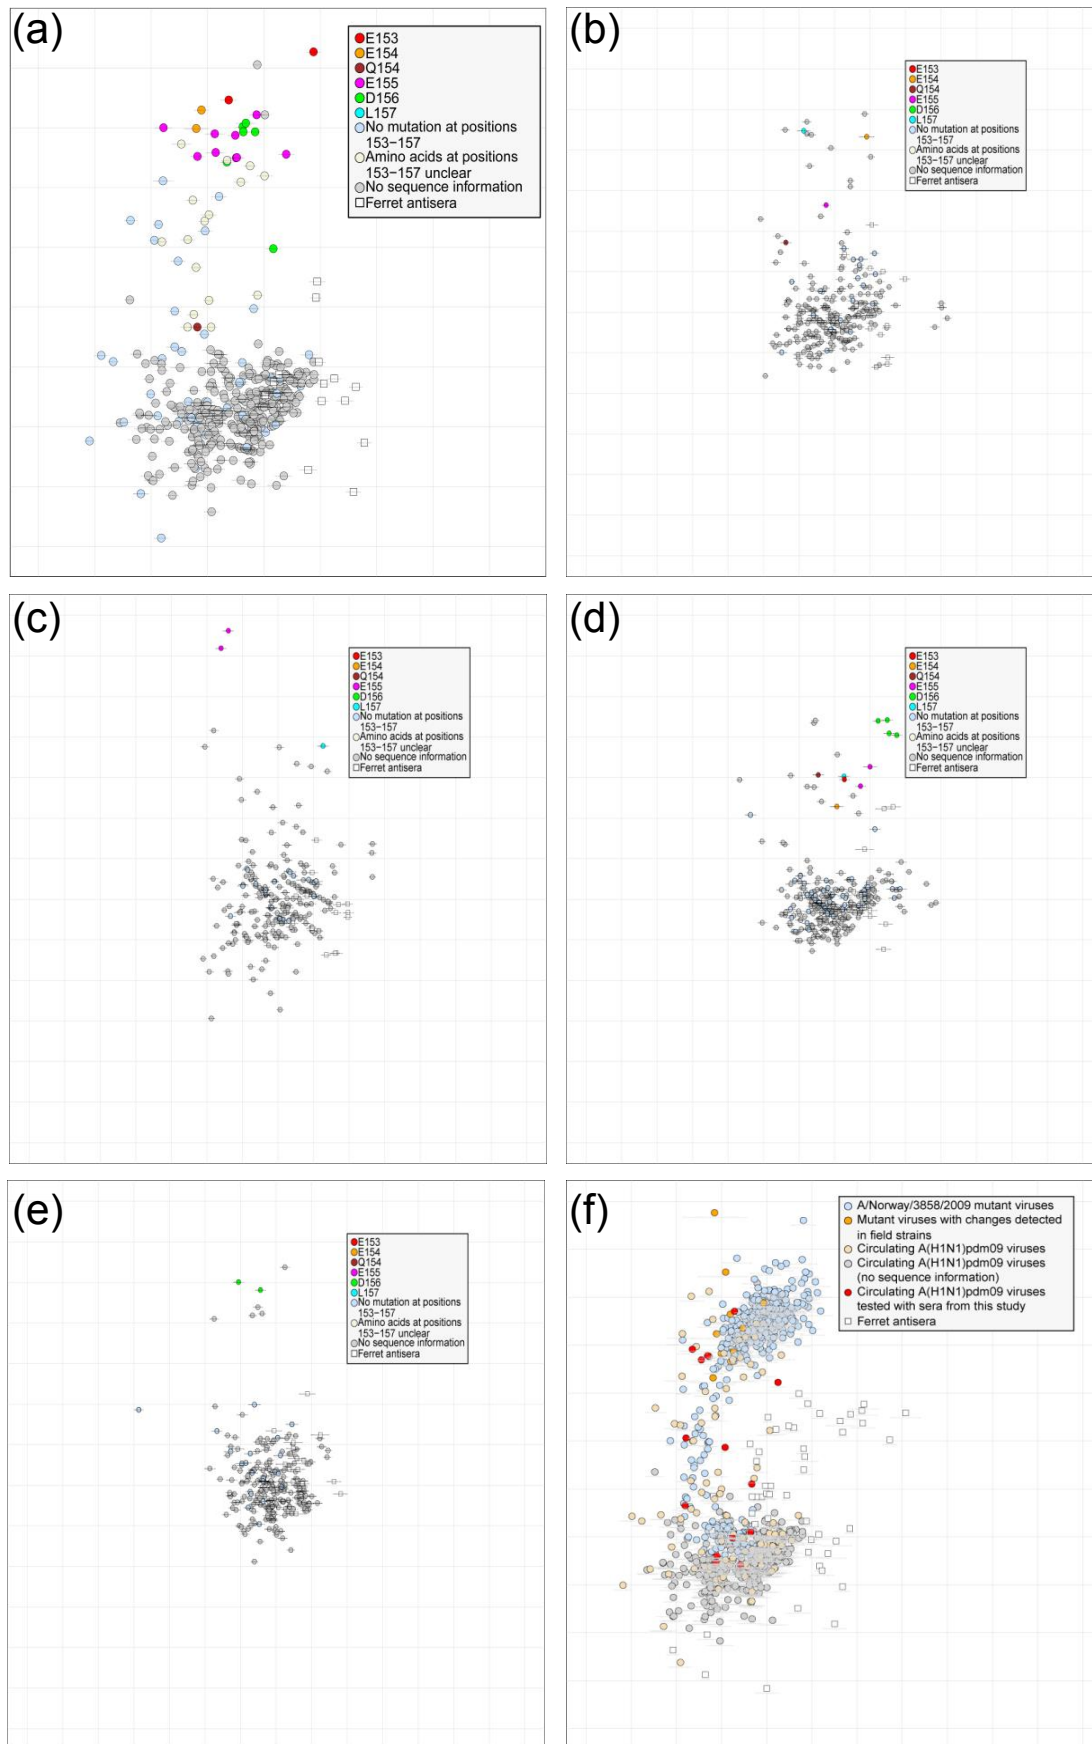 (a)
E153
E154
Q154
E155
D156
L157
No mutation at positions
153−157
Amino acids at positions
153−157 unclear
No sequence information
Ferret antisera
(b)
E153
E154
Q154
E155
D156
L157
No mutation at positions
153−157
Amino acids at positions
153−157 unclear
No sequence information
Ferret antisera
(c)
E153
E154
Q154
E155
D156
L157
No mutation at positions
153−157
Amino acids at positions
153−157 unclear
No sequence information
Ferret antisera
(d)
E153
E154
Q154
E155
D156
L157
No mutation at positions
153−157
Amino acids at positions
153−157 unclear
No sequence information
Ferret antisera
(e)
E153
E154
Q154
E155
D156
L157
No mutation at positions
153−157
Amino acids at positions
153−157 unclear
No sequence information
Ferret antisera
(f)
A/Norway/3858/2009 mutant viruses
Mutant viruses with changes detected
in field strains
Circulating A(H1N1)pdm09 viruses
Circulating A(H1N1)pdm09 viruses
(no sequence information)
Circulating A(H1N1)pdm09 viruses
tested with sera from this study
Ferret antisera